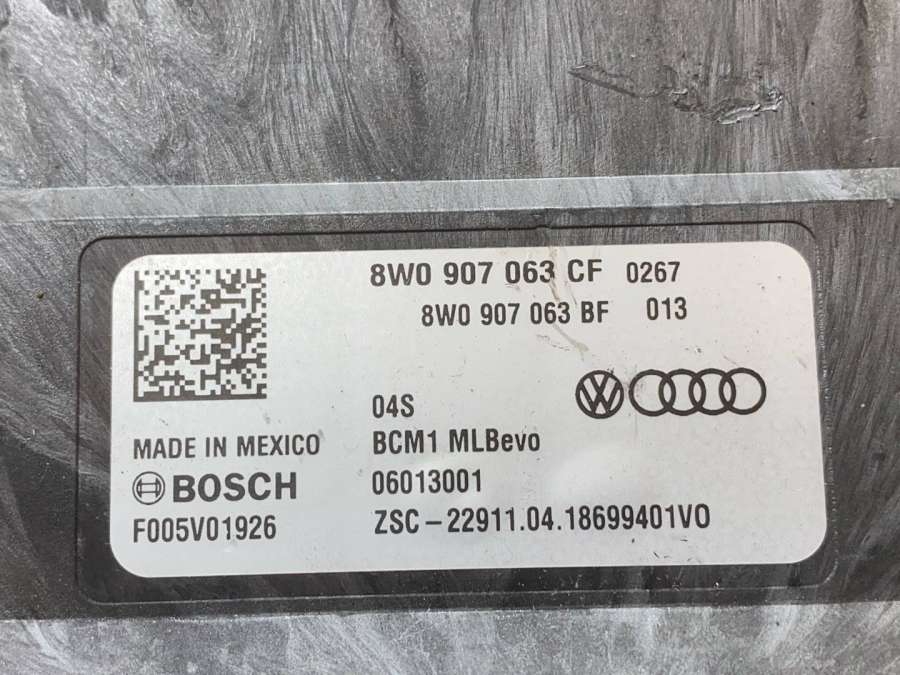 8W0 907 063 CF 0267
8W0 907 063 BF 013
04S
MADE IN MEXICO BCM1 MLBevo
BOSCH 06013001
F005V01926 ZSC-22911.04.18699401VO